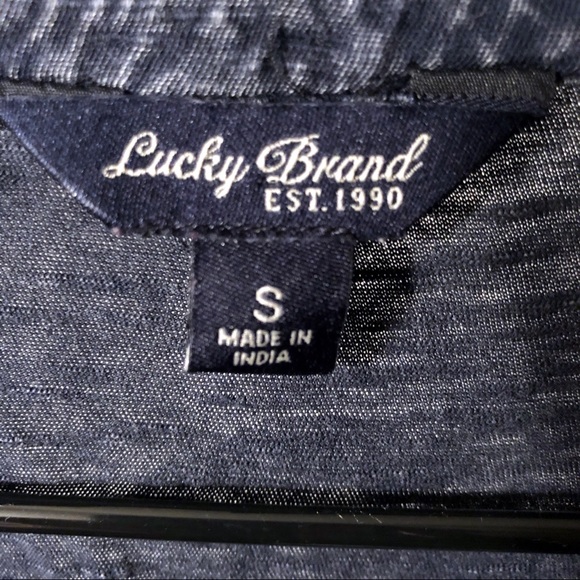 Lucky Brand
EST. 1990
S
MADE IN
INDIA